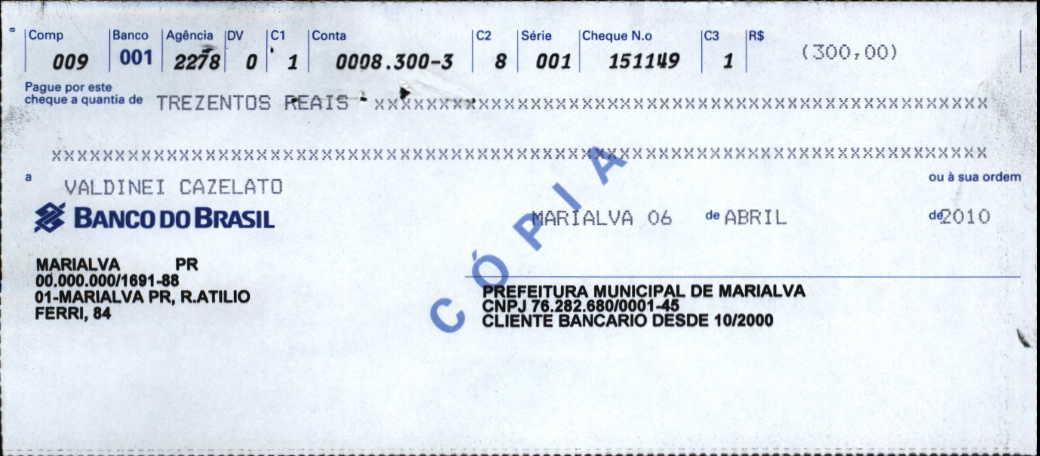 Comp Banco Agência DV C1 Conta C2 Série Cheque N.o C3 R$
009 001 2278 0 1 0008.300-3 8 001 151149 1 (300,00)
Pague por este
cheque a quantia de TREZENTOS REAIS - xxxxxxxxxxxxxxxxxxxxxxxxxxxxxxxxxxxxxxxxxxxxxxxxxxxxxxxxxxxx
xxxxxxxxxxxxxxxxxxxxxxxxxxxxxxxxxxxxxxxxxxxxxxxxxxxxxxxxxxxxxxxxxxxxxxxxxxxxxxxxxxxxxxxxxxx
a VALDINEI CAZELATO ou à sua ordem
BANCO DO BRASIL
MARIALVA 06 de ABRIL de 2010
CÓPIA
MARIALVA PR
00.000.000/1691-88
01-MARIALVA PR, R.ATILIO
FERRI, 84
PREFEITURA MUNICIPAL DE MARIALVA
CNPJ 76.282.680/0001-45
CLIENTE BANCARIO DESDE 10/2000